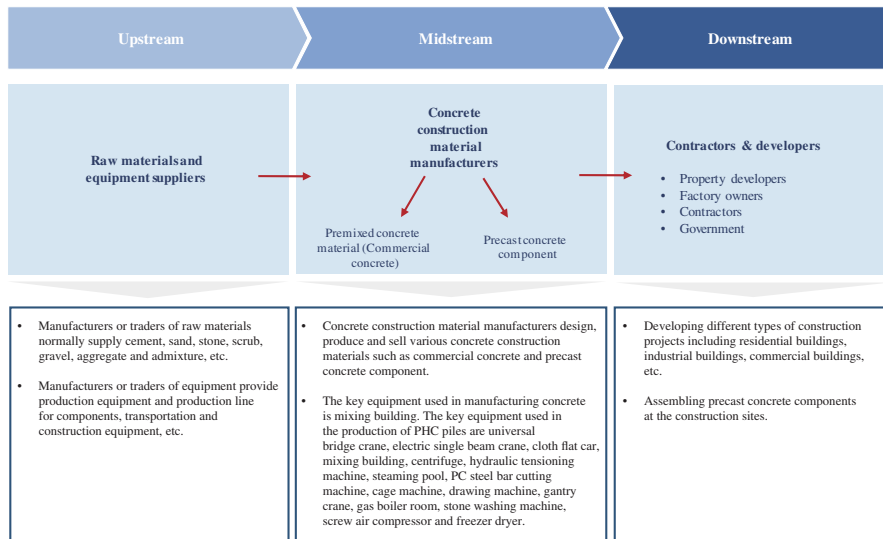 Upstream
Midstream
Downstream
Raw materials and
equipment suppliers
Concrete
construction
material
manufacturers
Premixed concrete
material (Commercial
concrete)
Precast concrete
component
Contractors & developers
• Property developers
• Factory owners
• Contractors
• Government
• Manufacturers or traders of raw materials
normally supply cement, sand, stone, scrub,
gravel, aggregate and admixture, etc.
• Manufacturers or traders of equipment provide
production equipment and production line
for components, transportation and
construction equipment, etc.
• Concrete construction material manufacturers design,
produce and sell various concrete construction
materials such as commercial concrete and precast
concrete component.
• The key equipment used in manufacturing concrete
is mixing building. The key equipment used in
the production of PHC piles are universal
bridge crane, electric single beam crane, cloth flat car,
mixing building, centrifuge, hydraulic tensioning
machine, steaming pool, PC steel bar cutting
machine, cage machine, drawing machine, gantry
crane, gas boiler room, stone washing machine,
screw air compressor and freezer dryer.
• Developing different types of construction
projects including residential buildings,
industrial buildings, commercial buildings,
etc.
• Assembling precast concrete components
at the construction sites.